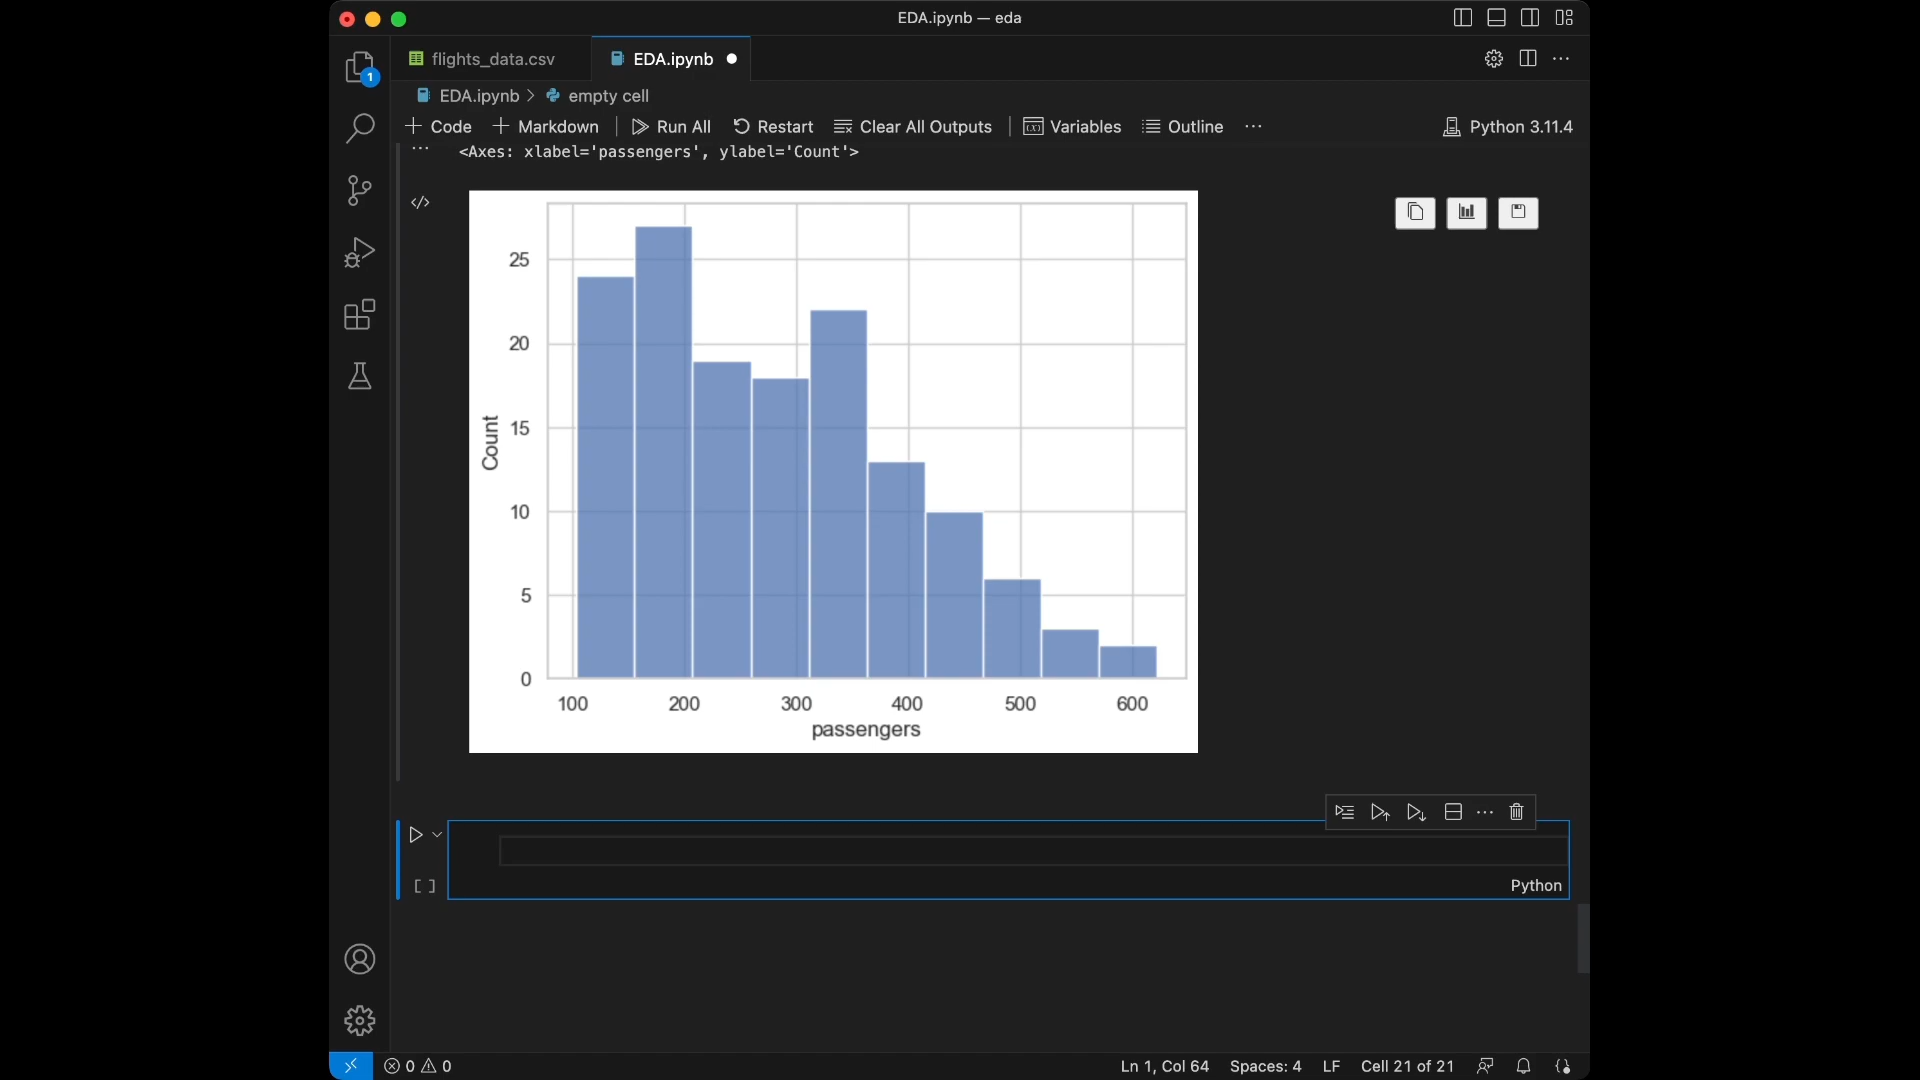 EDA.ipynb — eda
flights_data.csv
EDA.ipynb
1
EDA.ipynb > empty cell
Code
Markdown
Run All
Restart
Clear All Outputs
Variables
Outline
...
Python 3.11.4
<Axes: xlabel='passengers', ylabel='Count'>
25
20
15
10
5
0
Count
100 200 300 400 500 600
passengers
[ ]
Python
0 0
Ln 1, Col 64
Spaces: 4
LF
Cell 21 of 21